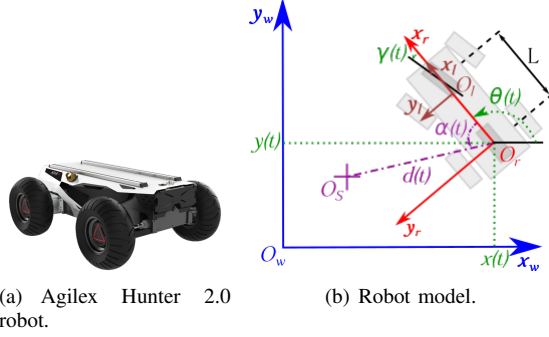 y_w
x_r
γ(t)
x_l
O_l
L
y_l
θ(t)
α(t)
y(t)
O_r
d(t)
O_S
y_r
O_w
x(t)
x_w
(a) Agilex Hunter 2.0
robot.
(b) Robot model.